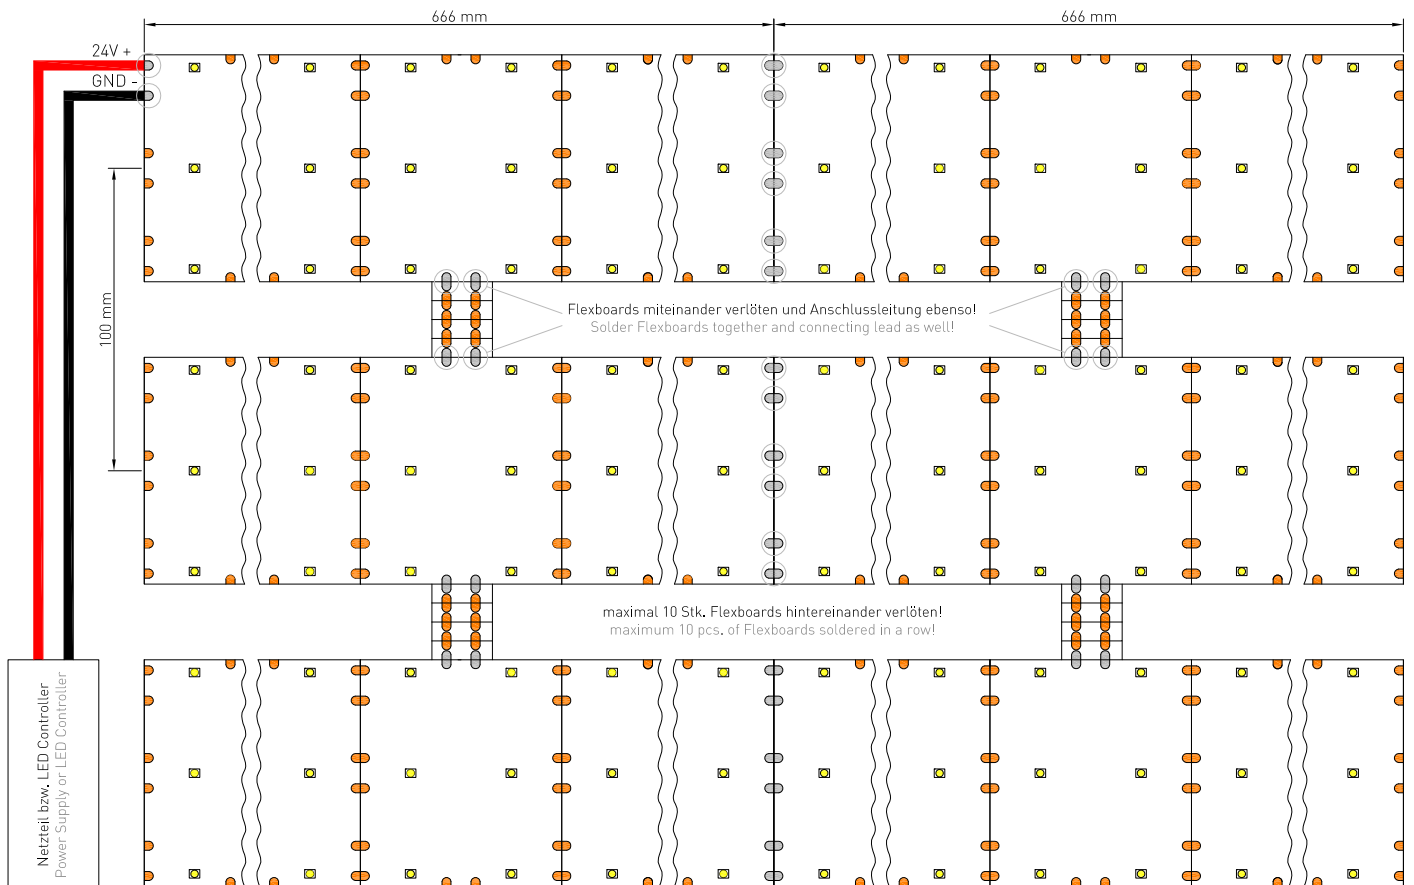 666 mm
666 mm
24V +
GND -
100 mm
Flexboards miteinander verlöten und Anschlussleitung ebenso!
Solder Flexboards together and connecting lead as well!
maximal 10 Stk. Flexboards hintereinander verlöten!
maximum 10 pcs. of Flexboards soldered in a row!
Netzteil bzw. LED Controller
Power Supply or LED Controller